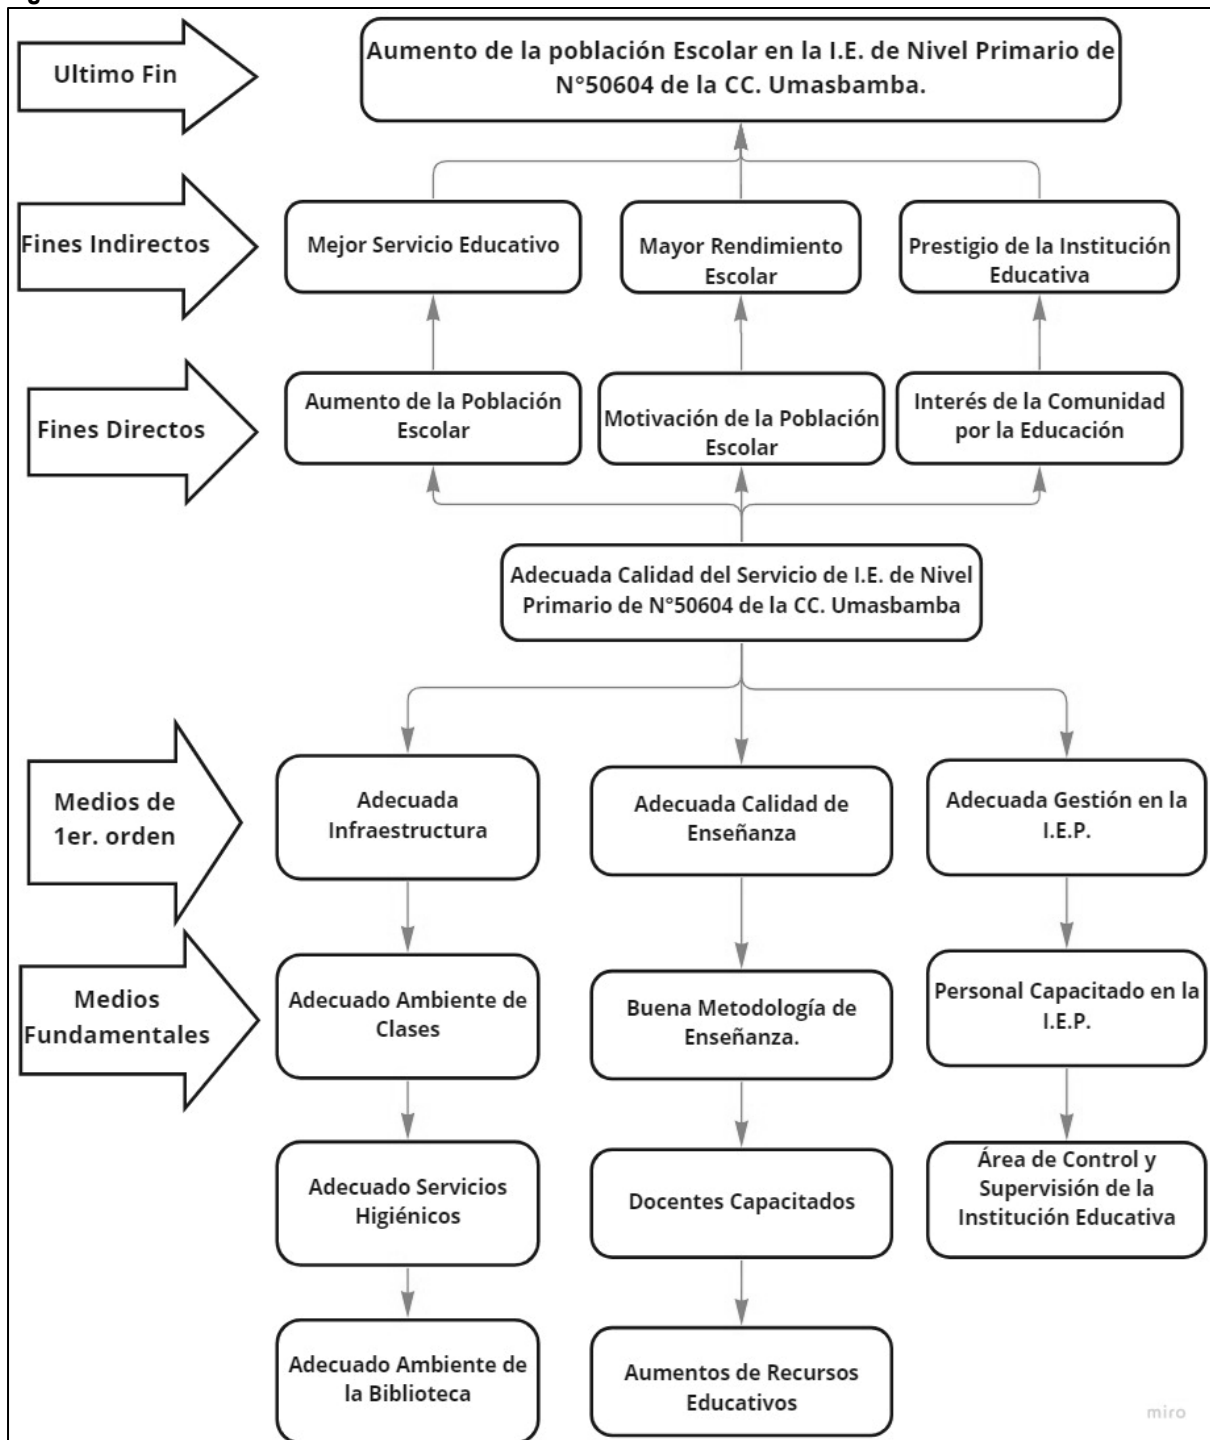 Ultimo Fin
Aumento de la población Escolar en la I.E. de Nivel Primario de
N°50604 de la CC. Umasbamba.
Fines Indirectos
Mejor Servicio Educativo
Mayor Rendimiento
Escolar
Prestigio de la Institución
Educativa
Fines Directos
Aumento de la Población
Escolar
Motivación de la Población
Escolar
Interés de la Comunidad
por la Educación
Adecuada Calidad del Servicio de I.E. de Nivel
Primario de N°50604 de la CC. Umasbamba
Medios de
1er. orden
Adecuada
Infraestructura
Adecuada Calidad de
Enseñanza
Adecuada Gestión en la
I.E.P.
Medios
Fundamentales
Adecuado Ambiente de
Clases
Buena Metodología de
Enseñanza.
Personal Capacitado en la
I.E.P.
Adecuado Servicios
Higiénicos
Docentes Capacitados
Área de Control y
Supervisión de la
Institución Educativa
Adecuado Ambiente de
la Biblioteca
Aumentos de Recursos
Educativos
miro